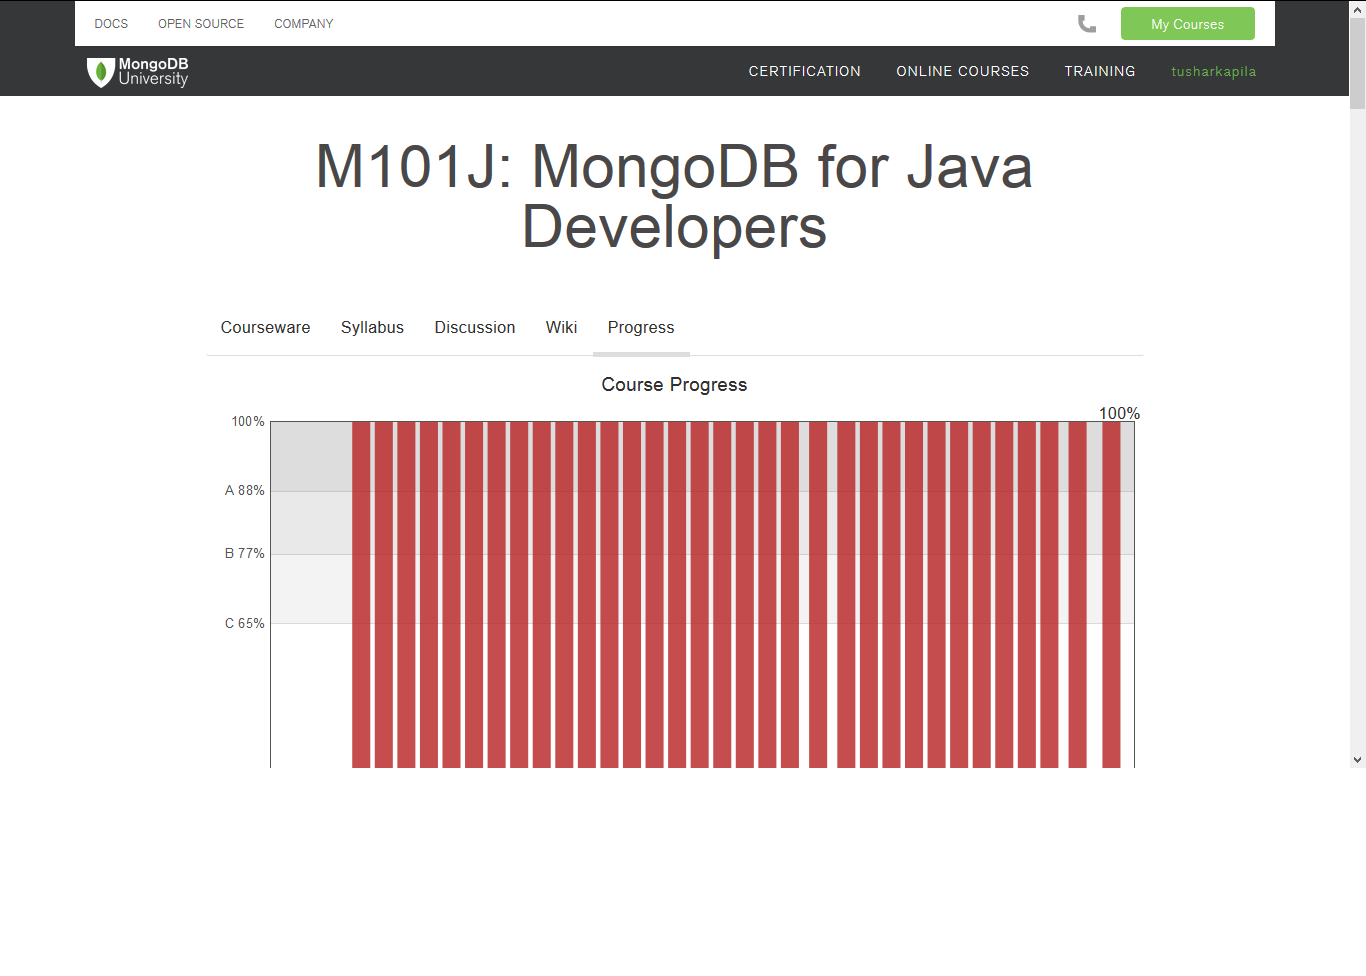 DOCS OPEN SOURCE COMPANY My Courses
MongoDB
University
CERTIFICATION ONLINE COURSES TRAINING tusharkapila
M101J: MongoDB for Java
Developers
Courseware Syllabus Discussion Wiki Progress
Course Progress
100%
100%
A 88%
B 77%
C 65%